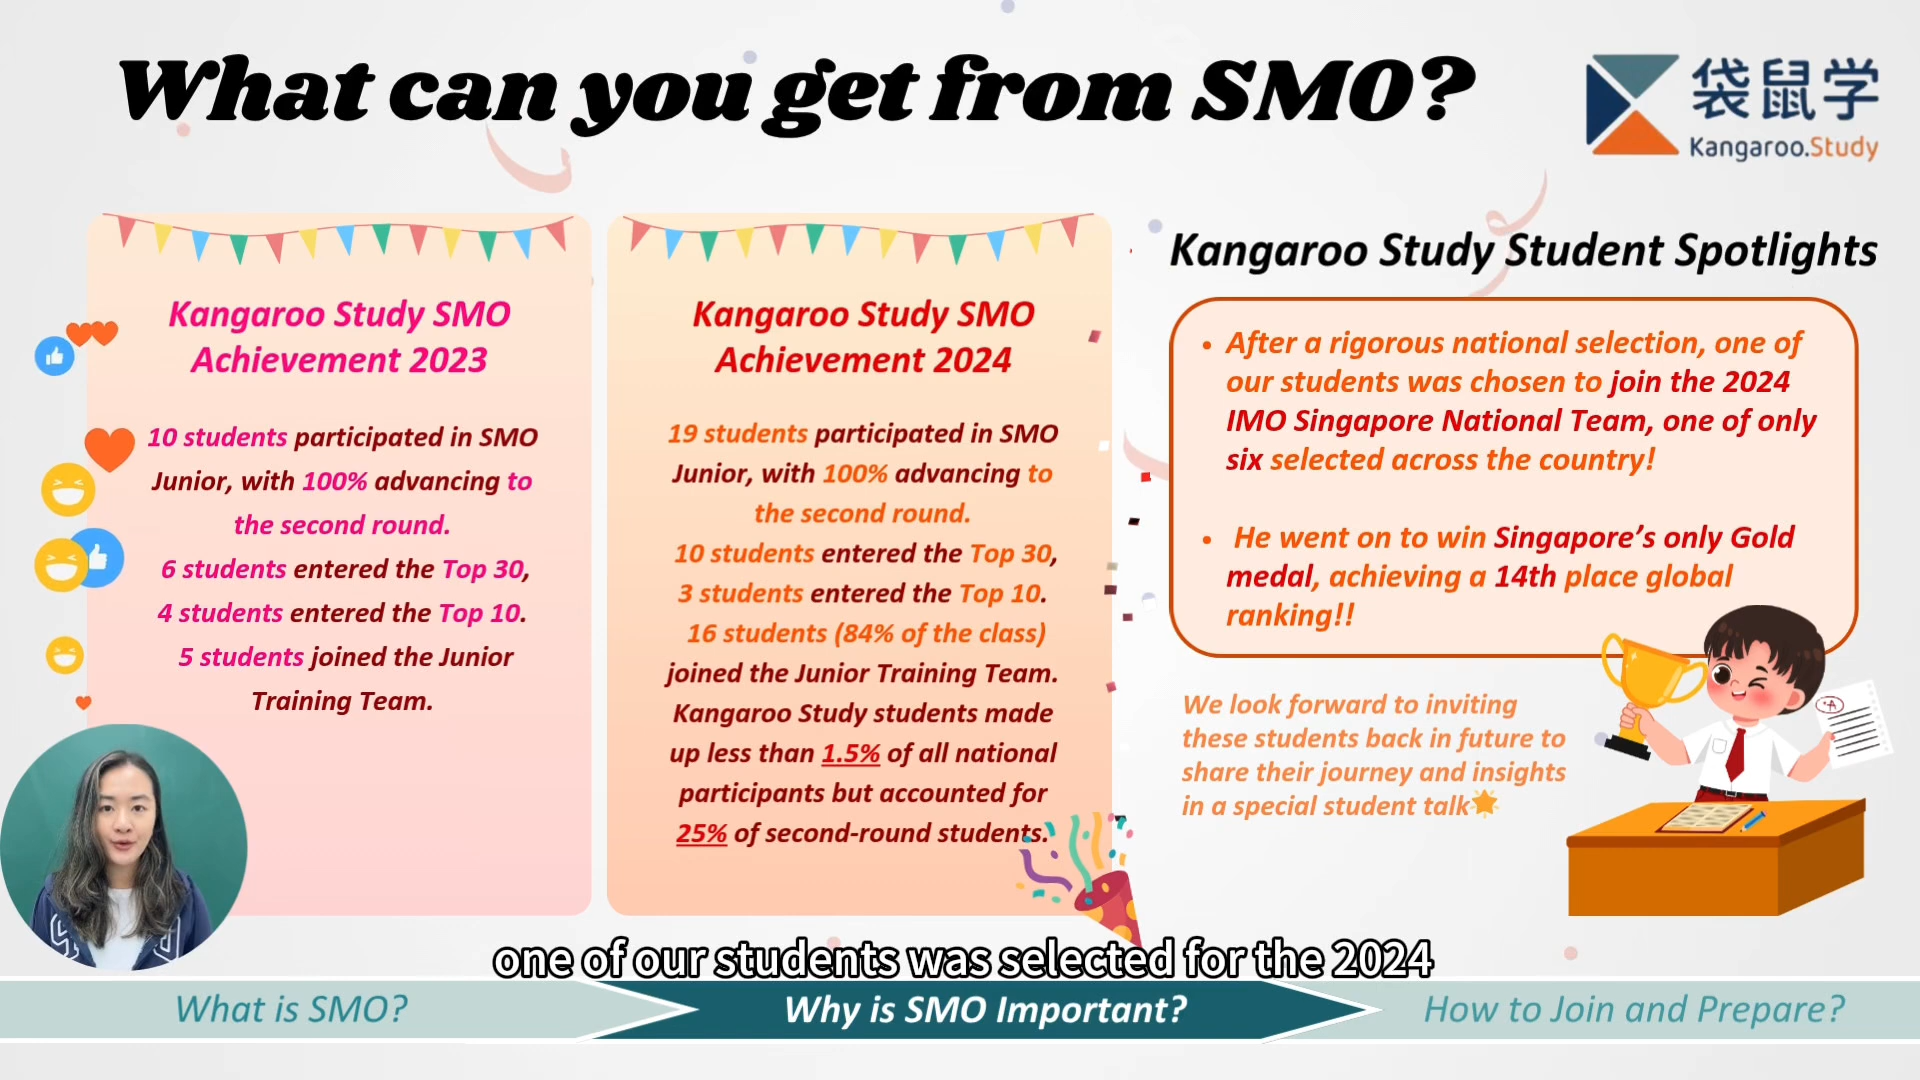 What can you get from SMO?
袋鼠学
Kangaroo.Study
Kangaroo Study SMO
Achievement 2023
10 students participated in SMO
Junior, with 100% advancing to
the second round.
6 students entered the Top 30,
4 students entered the Top 10.
5 students joined the Junior
Training Team.
Kangaroo Study SMO
Achievement 2024
19 students participated in SMO
Junior, with 100% advancing to
the second round.
10 students entered the Top 30,
3 students entered the Top 10.
16 students (84% of the class)
joined the Junior Training Team.
Kangaroo Study students made
up less than 1.5% of all national
participants but accounted for
25% of second-round students.
Kangaroo Study Student Spotlights
• After a rigorous national selection, one of
our students was chosen to join the 2024
IMO Singapore National Team, one of only
six selected across the country!
• He went on to win Singapore’s only Gold
medal, achieving a 14th place global
ranking!!
We look forward to inviting
these students back in future to
share their journey and insights
in a special student talk🌟
A
one of our students was selected for the 2024
What is SMO?
Why is SMO Important?
How to Join and Prepare?